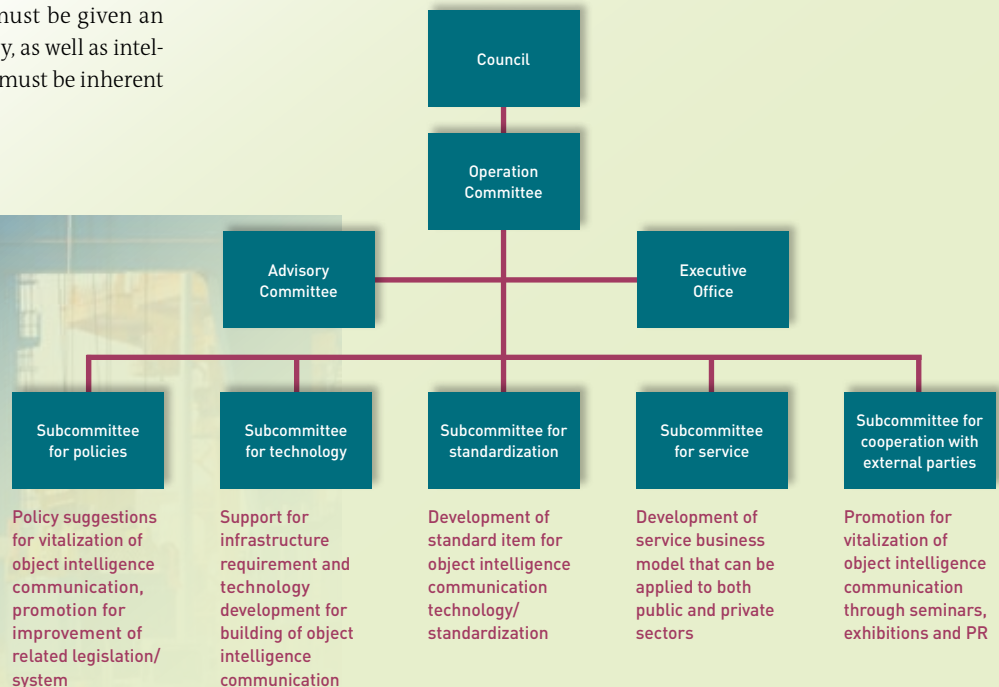 must be given an
y, as well as intel-
must be inherent
Council
Operation
Committee
Advisory
Committee
Executive
Office
Subcommittee
for policies
Subcommittee
for technology
Subcommittee for
standardization
Subcommittee
for service
Subcommittee for
cooperation with
external parties
Policy suggestions
for vitalization of
object intelligence
communication,
promotion for
improvement of
related legislation/
system
Support for
infrastructure
requirement and
technology
development for
building of object
intelligence
communication
Development of
standard item for
object intelligence
communication
technology/
standardization
Development of
service business
model that can be
applied to both
public and private
sectors
Promotion for
vitalization of
object intelligence
communication
through seminars,
exhibitions and PR